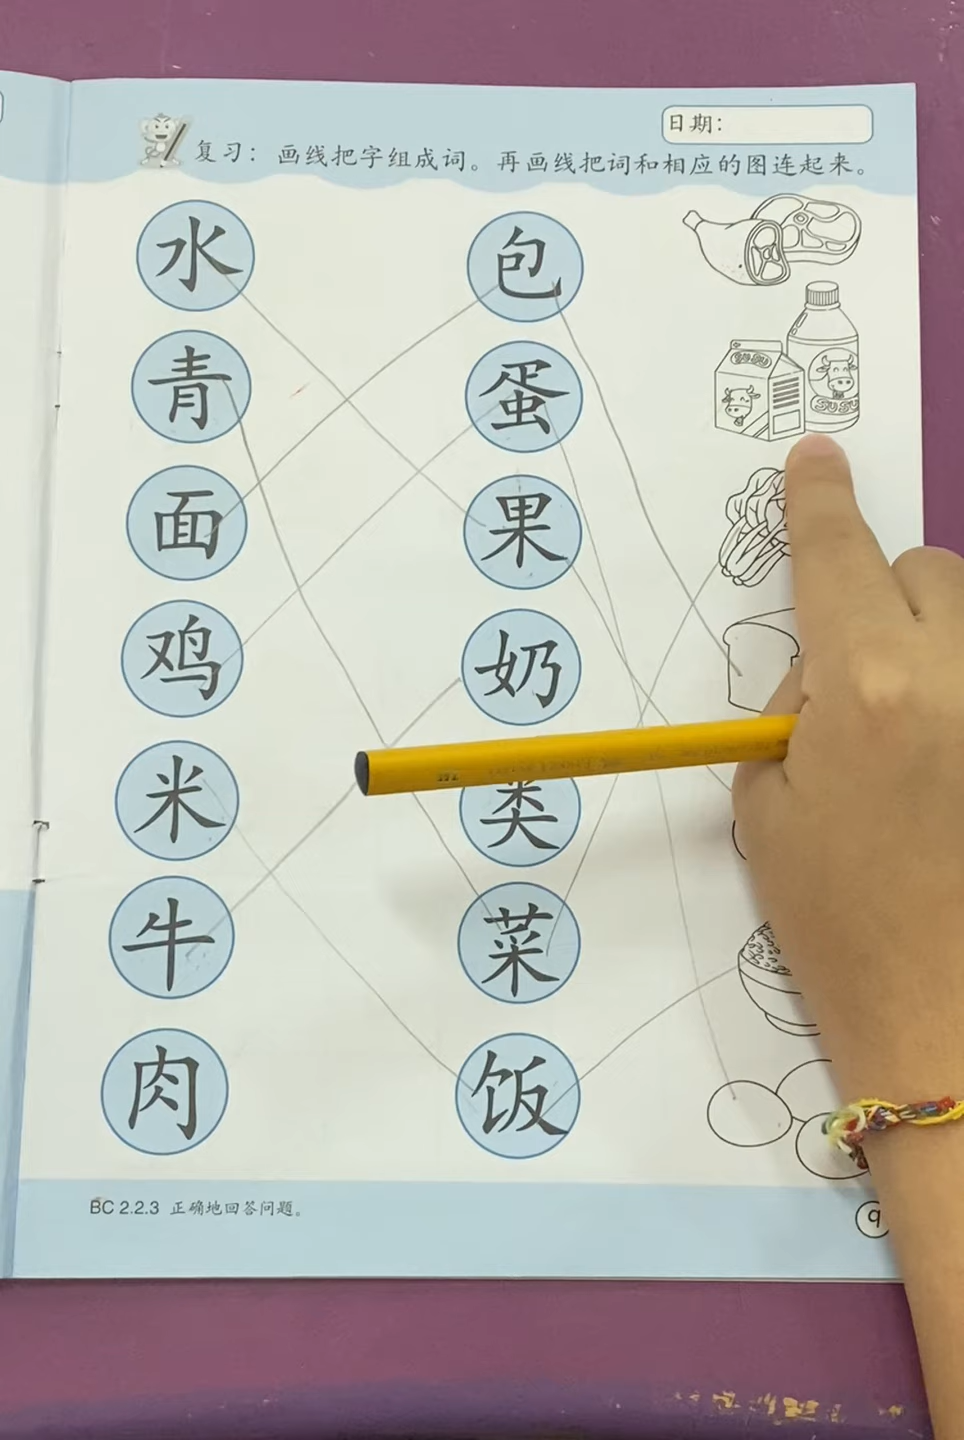 日期：
复习：画线把字组成词。再画线把词和相应的图连起来。
水 包
青 蛋
面 果
鸡 奶
米 类
牛 菜
肉 饭
SUSU
SUSU
BC 2.2.3 正确地回答问题。
9